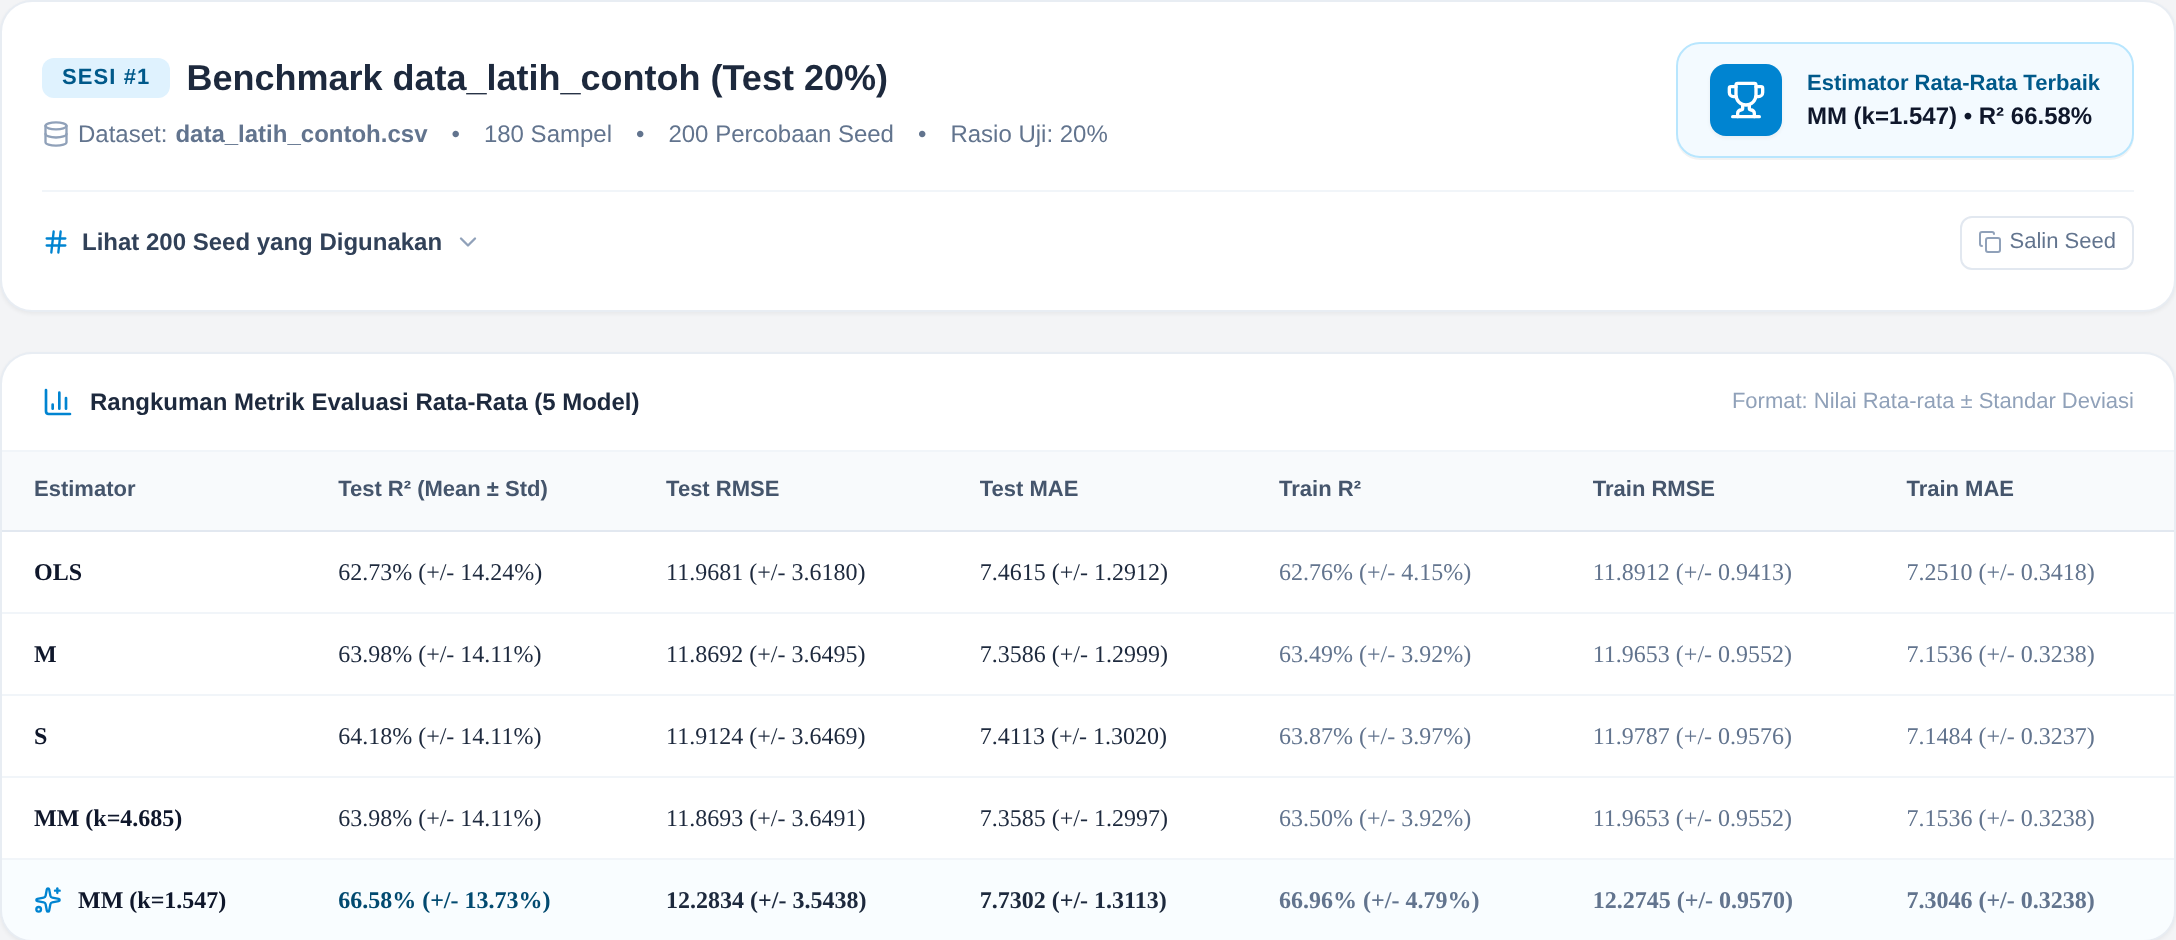 SESI #1 Benchmark data_latih_contoh (Test 20%)
Dataset: data_latih_contoh.csv • 180 Sampel • 200 Percobaan Seed • Rasio Uji: 20%
Estimator Rata-Rata Terbaik
MM (k=1.547) • R² 66.58%
Lihat 200 Seed yang Digunakan
Salin Seed
Rangkuman Metrik Evaluasi Rata-Rata (5 Model)
Format: Nilai Rata-rata ± Standar Deviasi
Estimator Test R² (Mean ± Std) Test RMSE Test MAE Train R² Train RMSE Train MAE
OLS 62.73% (+/- 14.24%) 11.9681 (+/- 3.6180) 7.4615 (+/- 1.2912) 62.76% (+/- 4.15%) 11.8912 (+/- 0.9413) 7.2510 (+/- 0.3418)
M 63.98% (+/- 14.11%) 11.8692 (+/- 3.6495) 7.3586 (+/- 1.2999) 63.49% (+/- 3.92%) 11.9653 (+/- 0.9552) 7.1536 (+/- 0.3238)
S 64.18% (+/- 14.11%) 11.9124 (+/- 3.6469) 7.4113 (+/- 1.3020) 63.87% (+/- 3.97%) 11.9787 (+/- 0.9576) 7.1484 (+/- 0.3237)
MM (k=4.685) 63.98% (+/- 14.11%) 11.8693 (+/- 3.6491) 7.3585 (+/- 1.2997) 63.50% (+/- 3.92%) 11.9653 (+/- 0.9552) 7.1536 (+/- 0.3238)
MM (k=1.547) 66.58% (+/- 13.73%) 12.2834 (+/- 3.5438) 7.7302 (+/- 1.3113) 66.96% (+/- 4.79%) 12.2745 (+/- 0.9570) 7.3046 (+/- 0.3238)